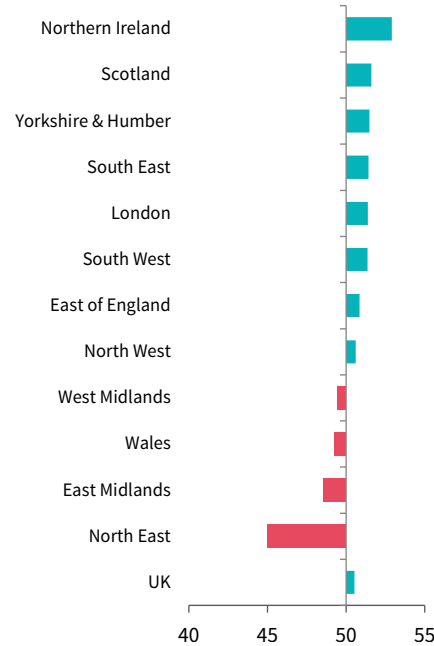 Northern Ireland
Scotland
Yorkshire & Humber
South East
London
South West
East of England
North West
West Midlands
Wales
East Midlands
North East
UK
40 45 50 55